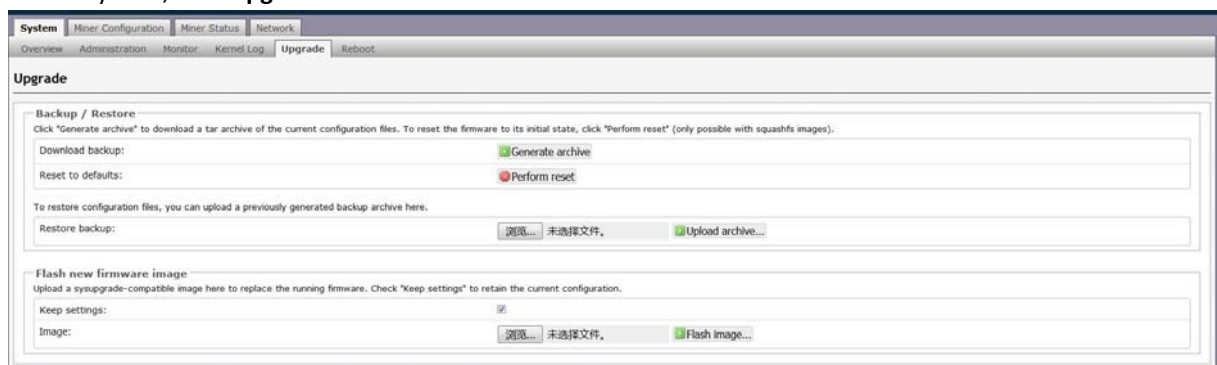 System Miner Configuration Miner Status Network
Overview Administration Monitor Kernel Log Upgrade Reboot
Upgrade
Backup / Restore
Click "Generate archive" to download a tar archive of the current configuration files. To reset the firmware to its initial state, click "Perform reset" (only possible with squashfs images).
Download backup: Generate archive
Reset to defaults: Perform reset
To restore configuration files, you can upload a previously generated backup archive here.
Restore backup: 浏览... 未选择文件。 Upload archive...
Flash new firmware image
Upload a sysupgrade-compatible image here to replace the running firmware. Check "Keep settings" to retain the current configuration.
Keep settings:
Image: 浏览... 未选择文件。 Flash image...